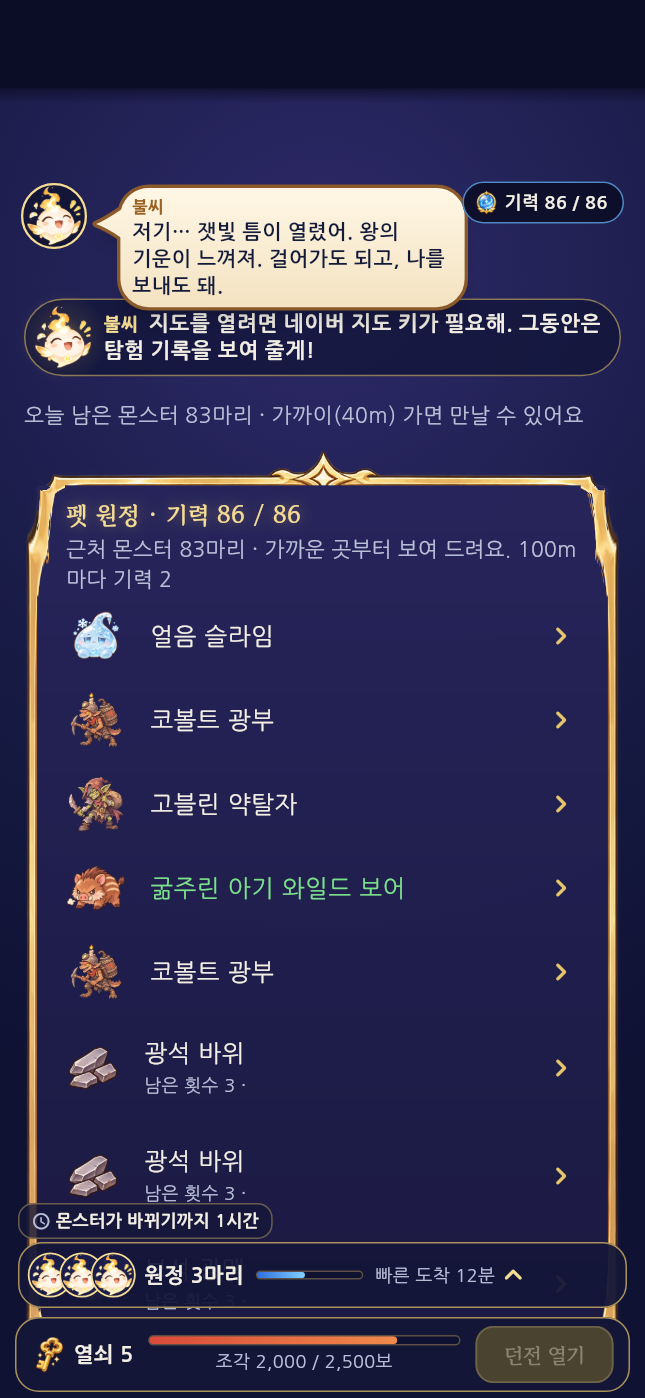 불씨
저기… 잿빛 틈이 열렸어. 왕의
기운이 느껴져. 걸어가도 되고, 나를
보내도 돼.
기력 86 / 86
불씨 지도를 열려면 네이버 지도 키가 필요해. 그동안은
탐험 기록을 보여 줄게!
오늘 남은 몬스터 83마리 · 가까이(40m) 가면 만날 수 있어요
펫 원정 · 기력 86 / 86
근처 몬스터 83마리 · 가까운 곳부터 보여 드려요. 100m
마다 기력 2
얼음 슬라임
코볼트 광부
고블린 약탈자
굶주린 아기 와일드 보어
코볼트 광부
광석 바위
남은 횟수 3 ·
광석 바위
남은 횟수 3 ·
몬스터가 바뀌기까지 1시간
원정 3마리
빠른 도착 12분
남은 횟수 3 ·
열쇠 5
조각 2,000 / 2,500보
던전 열기